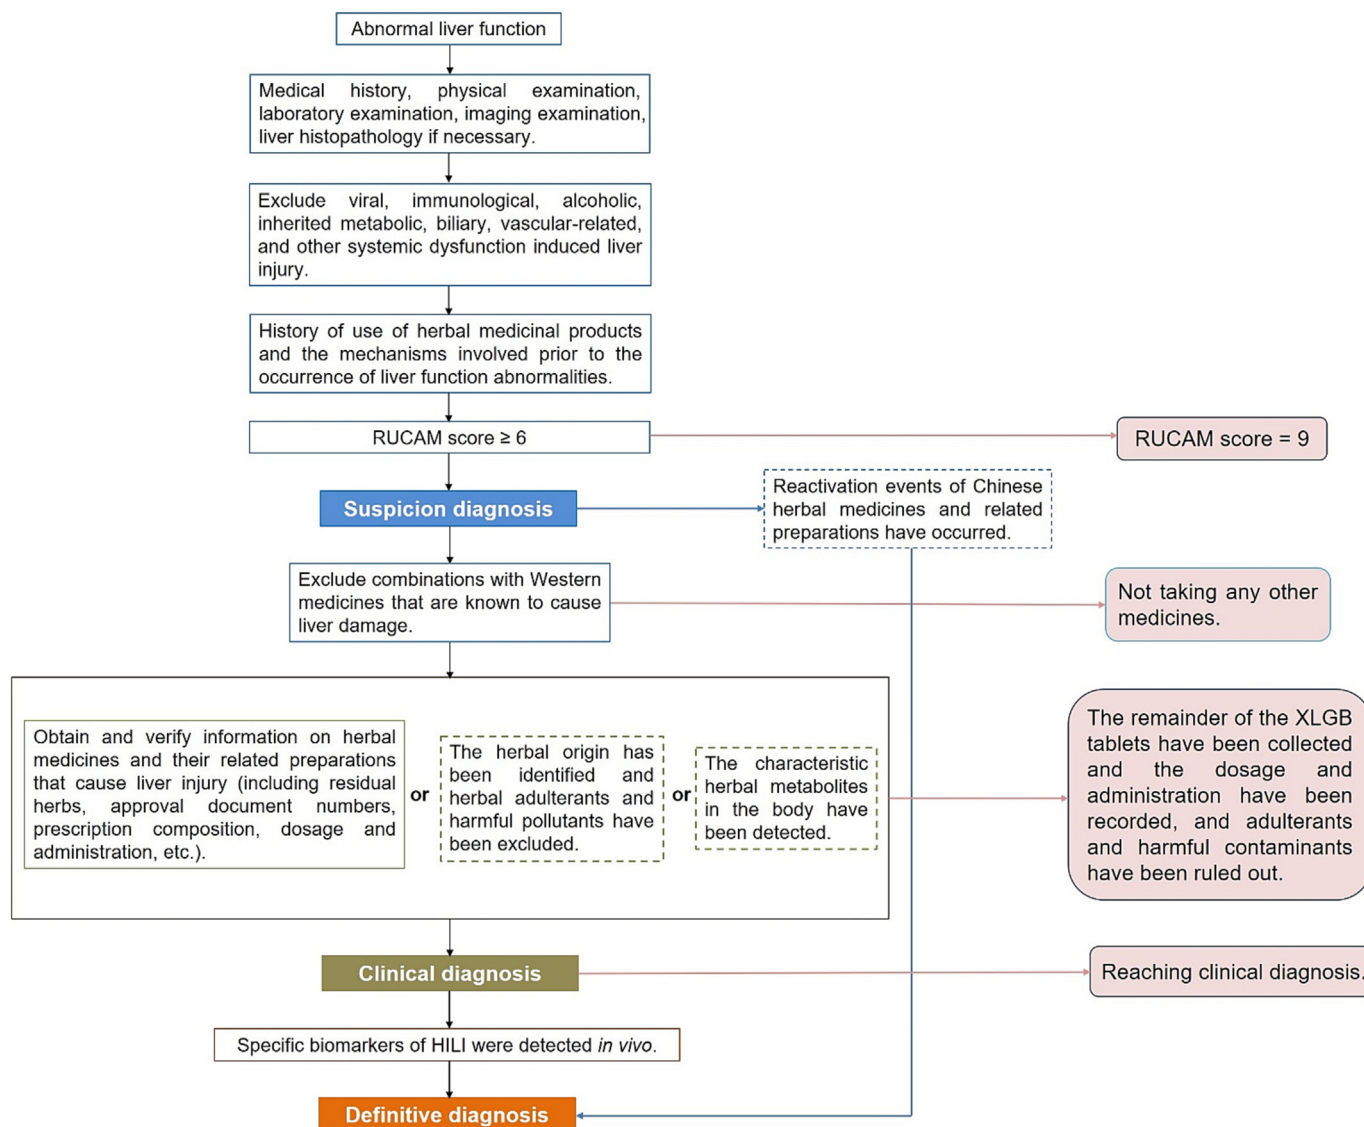 Abnormal liver function
Medical history, physical examination,
laboratory examination, imaging examination,
liver histopathology if necessary.
Exclude viral, immunological, alcoholic,
inherited metabolic, biliary, vascular-related,
and other systemic dysfunction induced liver
injury.
History of use of herbal medicinal products
and the mechanisms involved prior to the
occurrence of liver function abnormalities.
RUCAM score ≥ 6
RUCAM score = 9
Suspicion diagnosis
Reactivation events of Chinese
herbal medicines and related
preparations have occurred.
Exclude combinations with Western
medicines that are known to cause
liver damage.
Not taking any other
medicines.
Obtain and verify information on herbal
medicines and their related preparations
that cause liver injury (including residual
herbs, approval document numbers,
prescription composition, dosage and
administration, etc.).
or
The herbal origin has
been identified and
herbal adulterants and
harmful pollutants have
been excluded.
or
The characteristic
herbal metabolites
in the body have
been detected.
The remainder of the XLGB
tablets have been collected
and the dosage and
administration have been
recorded, and adulterants
and harmful contaminants
have been ruled out.
Clinical diagnosis
Reaching clinical diagnosis.
Specific biomarkers of HILI were detected in vivo.
Definitive diagnosis